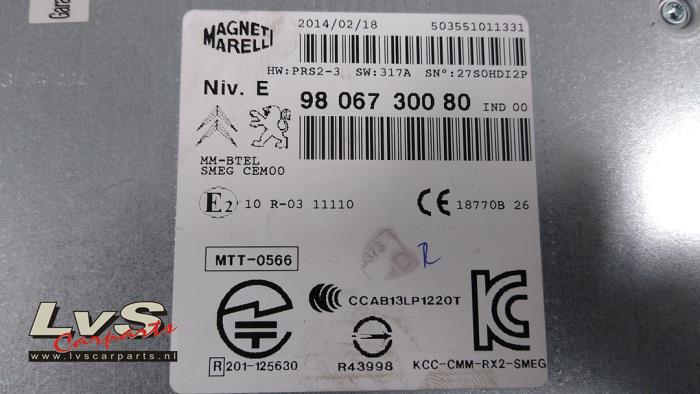 Gara
MAGNETI
MARELLI
2014/02/18
503551011331
HW:PRS2-3 SW:317A SN°:27S0HDI2P
Niv. E
98 067 300 80 IND 00
MM-BTEL
SMEG CEM00
E2 10 R-03 11110
CE 18770B 26
R
MTT-0566
CCAB13LP1220T
R 201-125630
R43998
KCC-CMM-RX2-SMEG
LvS
Carparts
www.lvscarparts.nl